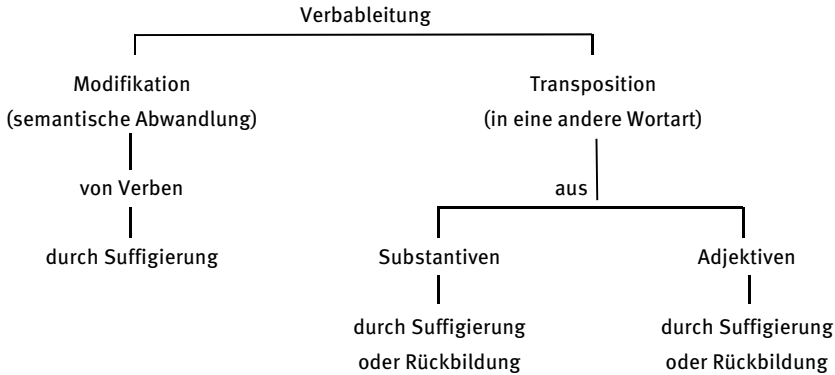 Verbableitung
Modifikation
(semantische Abwandlung)
von Verben
durch Suffigierung
Transposition
(in eine andere Wortart)
aus
Substantiven
durch Suffigierung
oder Rückbildung
Adjektiven
durch Suffigierung
oder Rückbildung